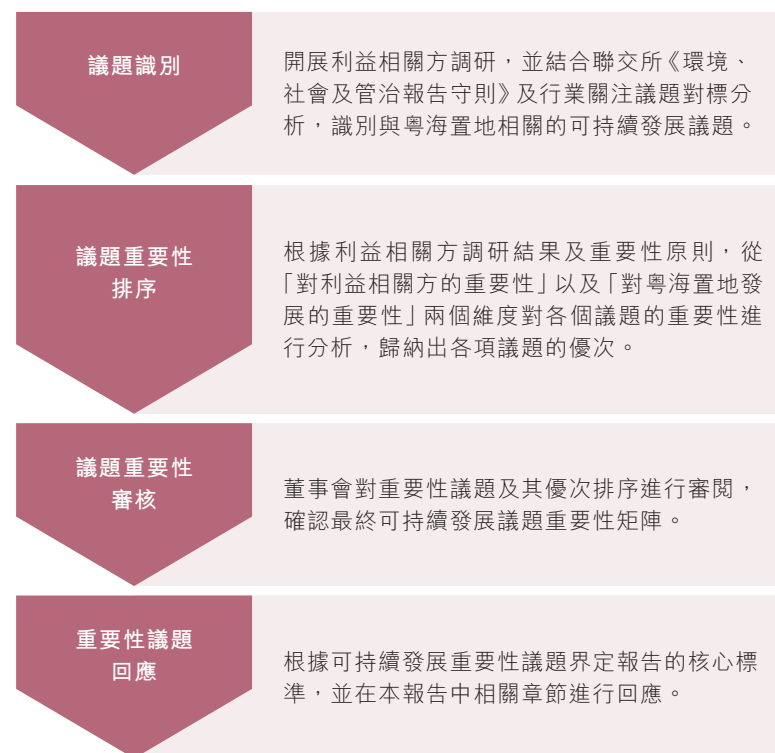 議題識別
開展利益相關方調研，並結合聯交所《環境、
社會及管治報告守則》及行業關注議題對標分
析，識別與粵海置地相關的可持續發展議題。
議題重要性
排序
根據利益相關方調研結果及重要性原則，從
「對利益相關方的重要性」以及「對粵海置地發
展的重要性」兩個維度對各個議題的重要性進
行分析，歸納出各項議題的優次。
議題重要性
審核
董事會對重要性議題及其優次排序進行審閱，
確認最終可持續發展議題重要性矩陣。
重要性議題
回應
根據可持續發展重要性議題界定報告的核心標
準，並在本報告中相關章節進行回應。